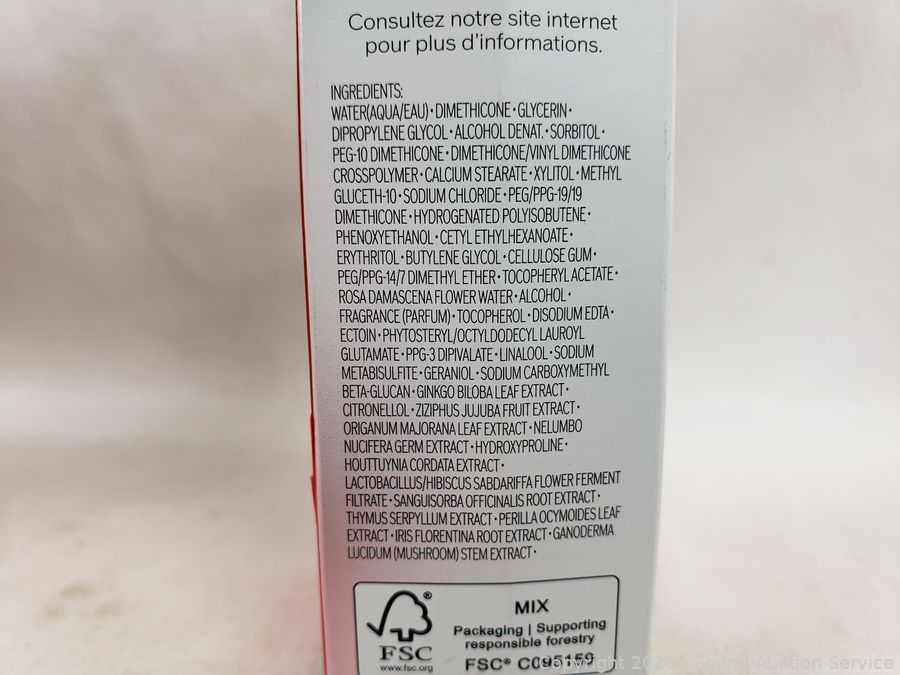 Consultez notre site internet
pour plus d'informations.
INGREDIENTS:
WATER(AQUA/EAU)・DIMETHICONE・GLYCERIN・
DIPROPYLENE GLYCOL・ALCOHOL DENAT.・SORBITOL・
PEG-10 DIMETHICONE・DIMETHICONE/VINYL DIMETHICONE
CROSSPOLYMER・CALCIUM STEARATE・XYLITOL・METHYL
GLUCETH-10・SODIUM CHLORIDE・PEG/PPG-19/19
DIMETHICONE・HYDROGENATED POLYISOBUTENE・
PHENOXYETHANOL・CETYL ETHYLHEXANOATE・
ERYTHRITOL・BUTYLENE GLYCOL・CELLULOSE GUM・
PEG/PPG-14/7 DIMETHYL ETHER・TOCOPHERYL ACETATE・
ROSA DAMASCENA FLOWER WATER・ALCOHOL・
FRAGRANCE (PARFUM)・TOCOPHEROL・DISODIUM EDTA・
ECTOIN・PHYTOSTERYL/OCTYLDODECYL LAUROYL
GLUTAMATE・PPG-3 DIPIVALATE・LINALOOL・SODIUM
METABISULFITE・GERANIOL・SODIUM CARBOXYMETHYL
BETA-GLUCAN・GINKGO BILOBA LEAF EXTRACT・
CITRONELLOL・ZIZIPHUS JUJUBA FRUIT EXTRACT・
ORIGANUM MAJORANA LEAF EXTRACT・NELUMBO
NUCIFERA GERM EXTRACT・HYDROXYPROLINE・
HOUTTUYNIA CORDATA EXTRACT・
LACTOBACILLUS/HIBISCUS SABDARIFFA FLOWER FERMENT
FILTRATE・SANGUISORBA OFFICINALIS ROOT EXTRACT・
THYMUS SERPYLLUM EXTRACT・PERILLA OCYMOIDES LEAF
EXTRACT・IRIS FLORENTINA ROOT EXTRACT・GANODERMA
LUCIDUM (MUSHROOM) STEM EXTRACT・
MIX
Packaging | Supporting
responsible forestry
FSC® C095159
®
FSC
www.fsc.org
Copyright 2026 Sound Auction Service